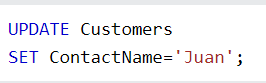 UPDATE Customers
SET ContactName='Juan';